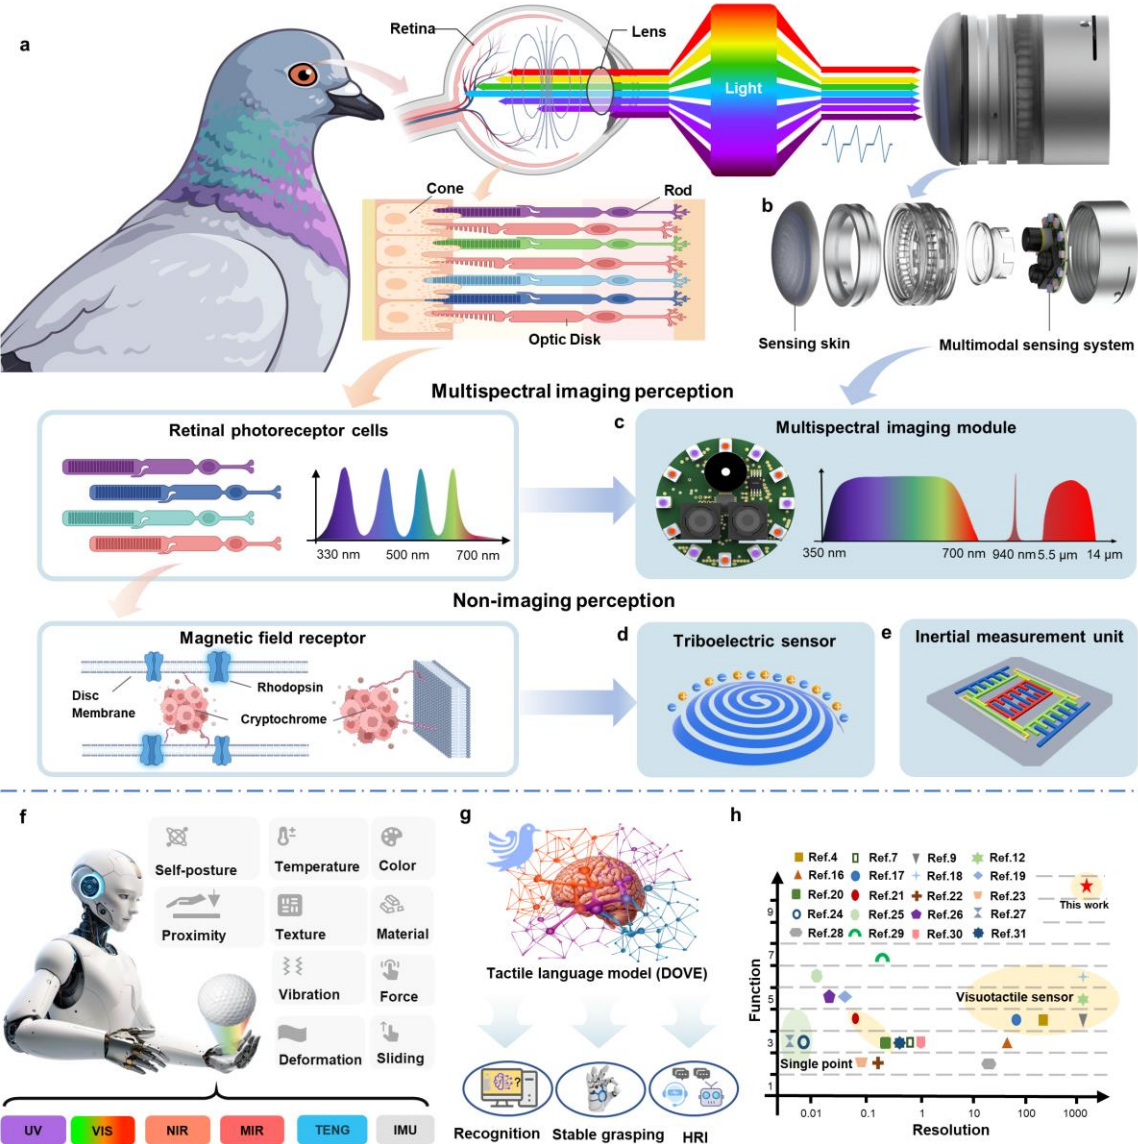 a
Retina
Lens
Light
Cone
Rod
Optic Disk
b
Sensing skin
Multimodal sensing system
Multispectral imaging perception
Retinal photoreceptor cells
330 nm
500 nm
700 nm
c
Multispectral imaging module
350 nm
700 nm
940 nm
5.5 μm
14 μm
Non-imaging perception
Magnetic field receptor
Disc
Membrane
Rhodopsin
Cryptochrome
d
Triboelectric sensor
e
Inertial measurement unit
f
Self-posture
Temperature
Color
Proximity
Texture
Material
Vibration
Force
Deformation
Sliding
UV
VIS
NIR
MIR
TENG
IMU
g
Tactile language model (DOVE)
?
Recognition
Stable grasping
HRI
h
Ref.4
Ref.7
Ref.9
Ref.12
Ref.16
Ref.17
Ref.18
Ref.19
Ref.20
Ref.21
Ref.22
Ref.23
Ref.24
Ref.25
Ref.26
Ref.27
Ref.28
Ref.29
Ref.30
Ref.31
This work
Visuotactile sensor
Single point
Function
9
7
5
3
1
0.01
0.1
1
10
100
1000
Resolution